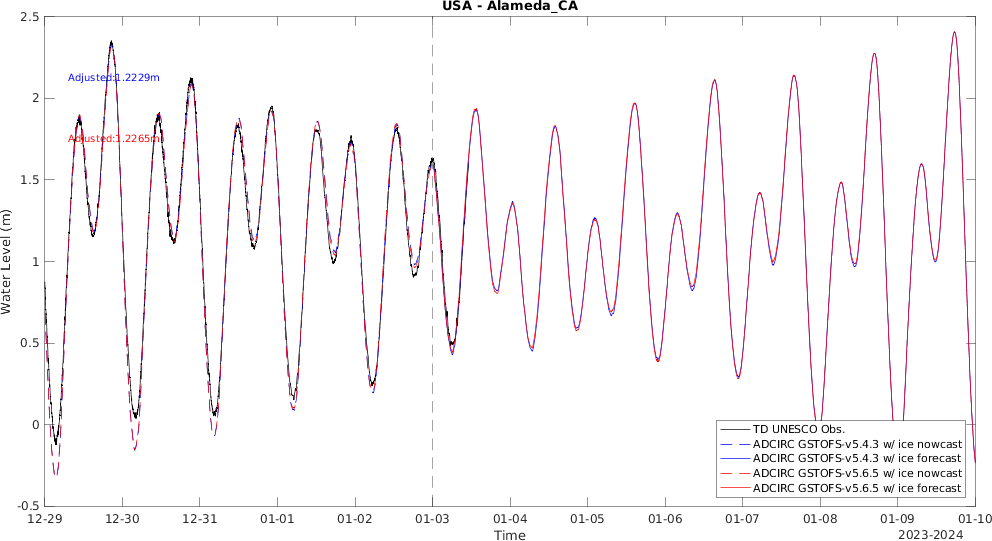 USA - Alameda_CA
2.5
2
1.5
1
0.5
0
-0.5
Water Level (m)
Adjusted:1.2229m
Adjusted:1.2265m
TD UNESCO Obs.
ADCIRC GSTOFS-v5.4.3 w/ ice nowcast
ADCIRC GSTOFS-v5.4.3 w/ ice forecast
ADCIRC GSTOFS-v5.6.5 w/ ice nowcast
ADCIRC GSTOFS-v5.6.5 w/ ice forecast
12-29 12-30 12-31 01-01 01-02 01-03 01-04 01-05 01-06 01-07 01-08 01-09 01-10
Time
2023-2024